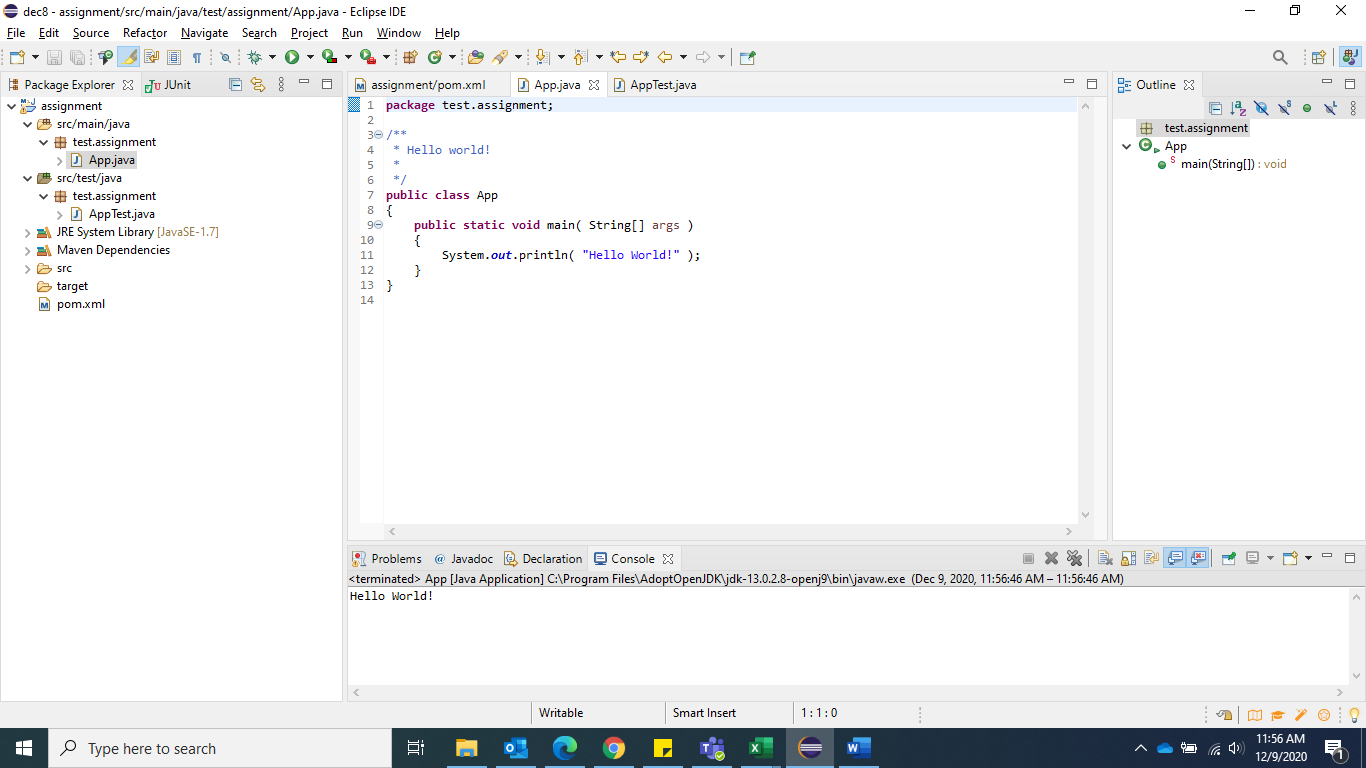 dec8 - assignment/src/main/java/test/assignment/App.java - Eclipse IDE
File Edit Source Refactor Navigate Search Project Run Window Help
Package Explorer JUnit
assignment
src/main/java
test.assignment
App.java
src/test/java
test.assignment
AppTest.java
JRE System Library [JavaSE-1.7]
Maven Dependencies
src
target
pom.xml
assignment/pom.xml App.java AppTest.java
1 package test.assignment;
2
3 /**
4 * Hello world!
5 *
6 */
7 public class App
8 {
9 public static void main( String[] args )
10 {
11 System.out.println( "Hello World!" );
12 }
13 }
14
Outline
test.assignment
App
main(String[]) : void
Problems @ Javadoc Declaration Console
<terminated> App [Java Application] C:\Program Files\AdoptOpenJDK\jdk-13.0.2.8-openj9\bin\javaw.exe (Dec 9, 2020, 11:56:46 AM – 11:56:46 AM)
Hello World!
Writable Smart Insert 1 : 1 : 0
Type here to search
11:56 AM
12/9/2020
1